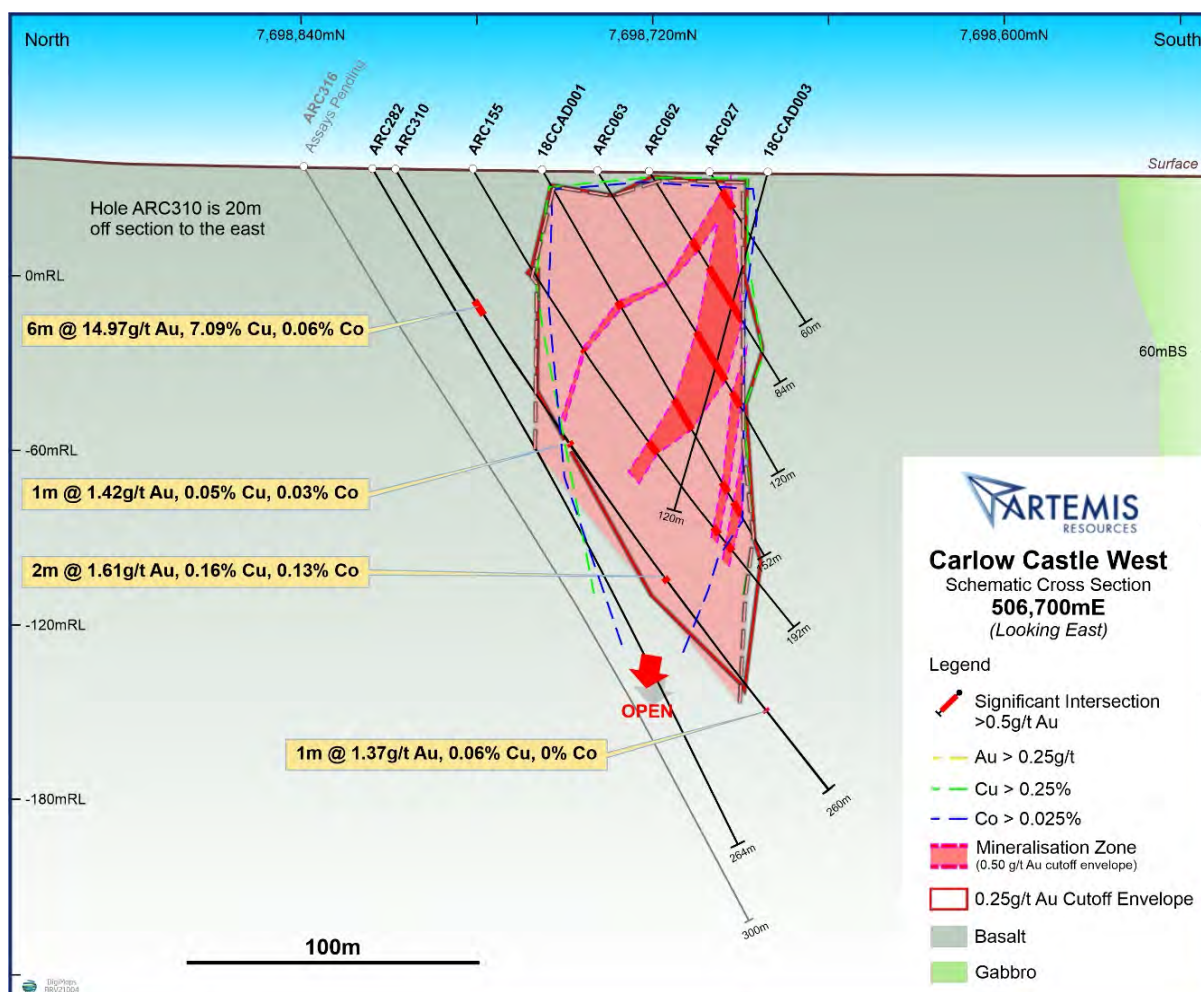 North
7,698,840mN
7,698,720mN
7,698,600mN
South
ARC316
Assays Pending
ARC282
ARC310
ARC155
18CCAD001
ARC063
ARC062
ARC027
18CCAD003
Surface
Hole ARC310 is 20m
off section to the east
0mRL
6m @ 14.97g/t Au, 7.09% Cu, 0.06% Co
60m
60mBS
84m
-60mRL
120m
1m @ 1.42g/t Au, 0.05% Cu, 0.03% Co
120m
152m
2m @ 1.61g/t Au, 0.16% Cu, 0.13% Co
-120mRL
192m
OPEN
1m @ 1.37g/t Au, 0.06% Cu, 0% Co
-180mRL
260m
264m
300m
100m
ARTEMIS
RESOURCES
Carlow Castle West
Schematic Cross Section
506,700mE
(Looking East)
Legend
Significant Intersection
>0.5g/t Au
Au > 0.25g/t
Cu > 0.25%
Co > 0.025%
Mineralisation Zone
(0.50 g/t Au cutoff envelope)
0.25g/t Au Cutoff Envelope
Basalt
Gabbro
DigiMaps
BRV21004